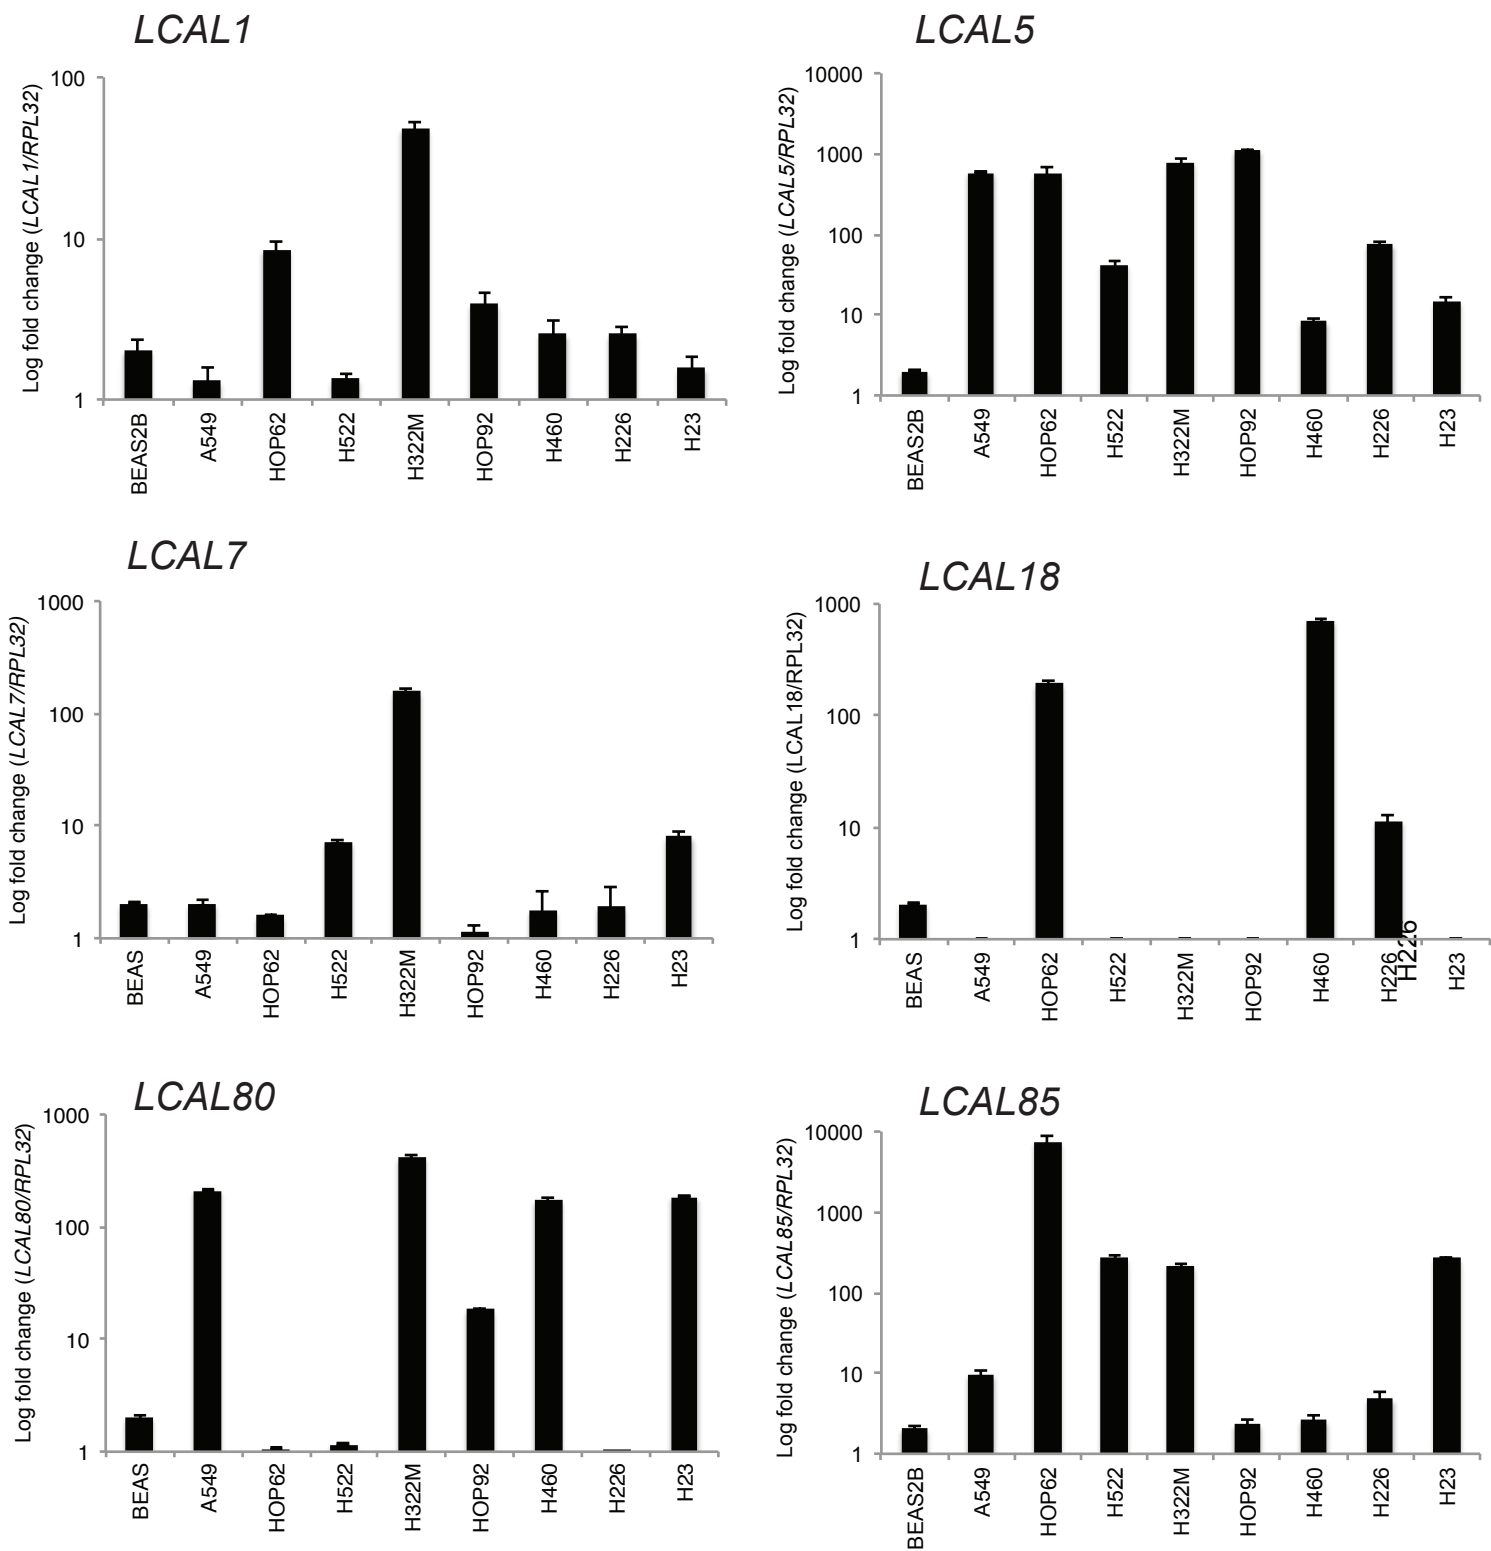 LCAL1
Log fold change (LCAL1/RPL32)
100
10
1
BEAS2B
A549
HOP62
H522
H322M
HOP92
H460
H226
H23
LCAL5
Log fold change (LCAL5/RPL32)
10000
1000
100
10
1
BEAS2B
A549
HOP62
H522
H322M
HOP92
H460
H226
H23
LCAL7
Log fold change (LCAL7/RPL32)
1000
100
10
1
BEAS
A549
HOP62
H522
H322M
HOP92
H460
H226
H23
LCAL18
Log fold change (LCAL18/RPL32)
1000
100
10
1
BEAS
A549
HOP62
H522
H322M
HOP92
H460
H226
H226
H23
LCAL80
Log fold change (LCAL80/RPL32)
1000
100
10
1
BEAS
A549
HOP62
H522
H322M
HOP92
H460
H226
H23
LCAL85
Log fold change (LCAL85/RPL32)
10000
1000
100
10
1
BEAS2B
A549
HOP62
H522
H322M
HOP92
H460
H226
H23